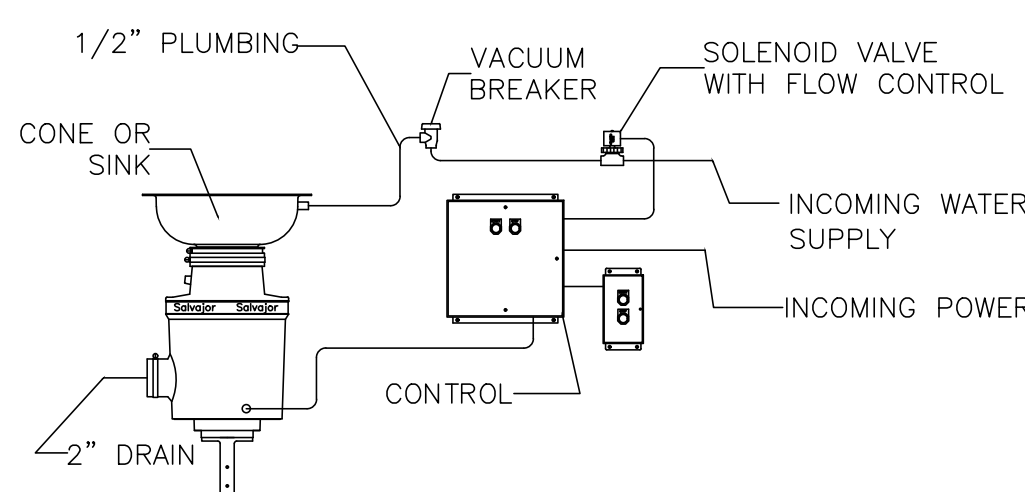 1/2” PLUMBING
VACUUM
BREAKER
SOLENOID VALVE
WITH FLOW CONTROL
CONE OR
SINK
INCOMING WATER
SUPPLY
Salvajor Salvajor
INCOMING POWER
CONTROL
2” DRAIN